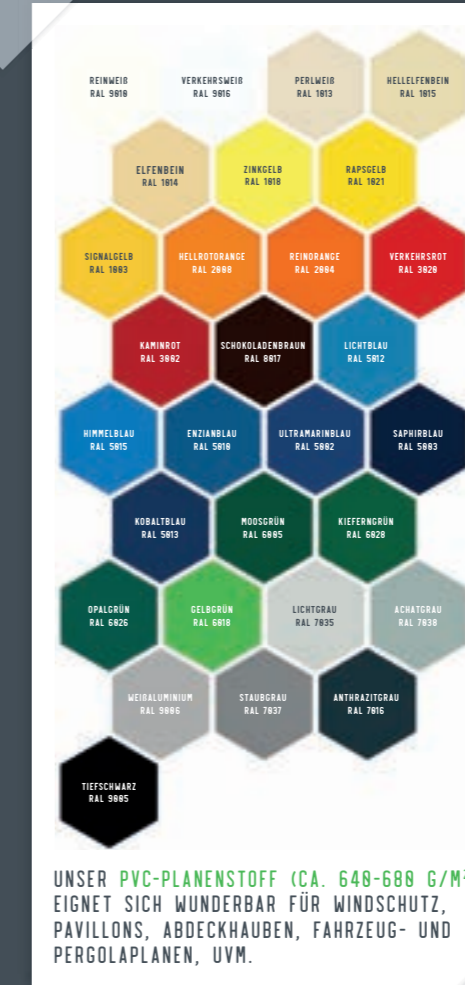 REINWEIß
RAL 9010
VERKEHRSWEIß
RAL 9016
PERLWEIß
RAL 1013
HELLELFENBEIN
RAL 1015
ELFENBEIN
RAL 1014
ZINKGELB
RAL 1018
RAPSGELB
RAL 1021
SIGNALGELB
RAL 1003
HELLROTORANGE
RAL 2008
REINORANGE
RAL 2004
VERKEHRSROT
RAL 3020
KAMINROT
RAL 3002
SCHOKOLADENBRAUN
RAL 8017
LICHTBLAU
RAL 5012
HIMMELBLAU
RAL 5015
ENZIANBLAU
RAL 5010
ULTRAMARINBLAU
RAL 5002
SAPHIRBLAU
RAL 5003
KOBALTBLAU
RAL 5013
MOOSGRÜN
RAL 6005
KIEFERNGRÜN
RAL 6028
OPALGRÜN
RAL 6026
GELBGRÜN
RAL 6018
LICHTGRAU
RAL 7035
ACHATGRAU
RAL 7038
WEIßALUMINIUM
RAL 9006
STAUBGRAU
RAL 7037
ANTHRAZITGRAU
RAL 7016
TIEFSCHWARZ
RAL 9005
UNSER PVC-PLANENSTOFF (CA. 640-680 G/M²
EIGNET SICH WUNDERBAR FÜR WINDSCHUTZ,
PAVILLONS, ABDECKHAUBEN, FAHRZEUG- UND
PERGOLAPLANEN, UVM.